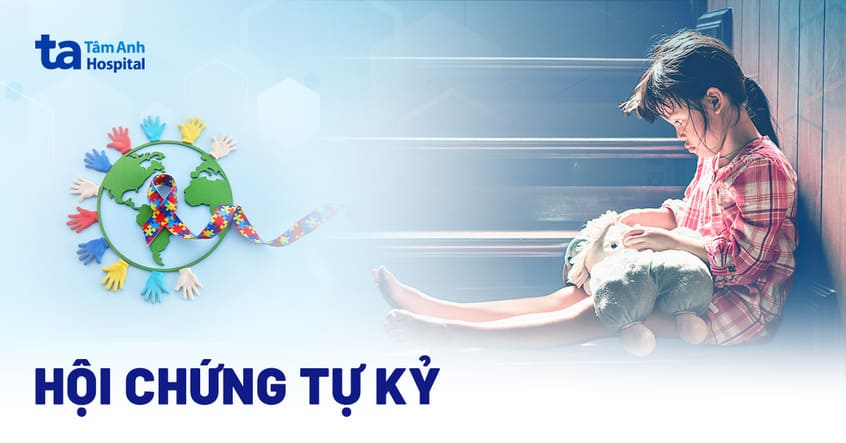 ta Tâm Anh
Hospital
HỘI CHỨNG TỰ KỶ